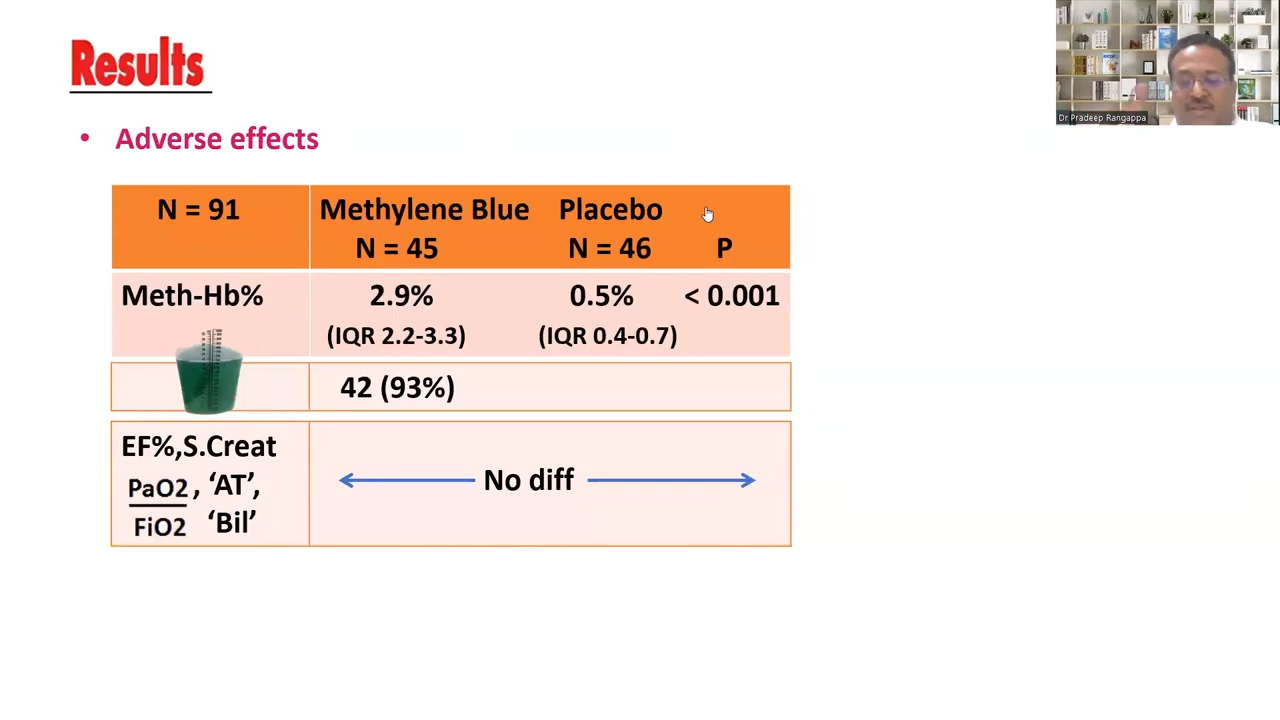 Results
Dr Pradeep Rangappa
• Adverse effects
N = 91 Methylene Blue Placebo
N = 45 N = 46 P
Meth-Hb% 2.9% 0.5% < 0.001
(IQR 2.2-3.3) (IQR 0.4-0.7)
42 (93%)
EF%,S.Creat
PaO2, ‘AT’, No diff
FiO2 ‘Bil’